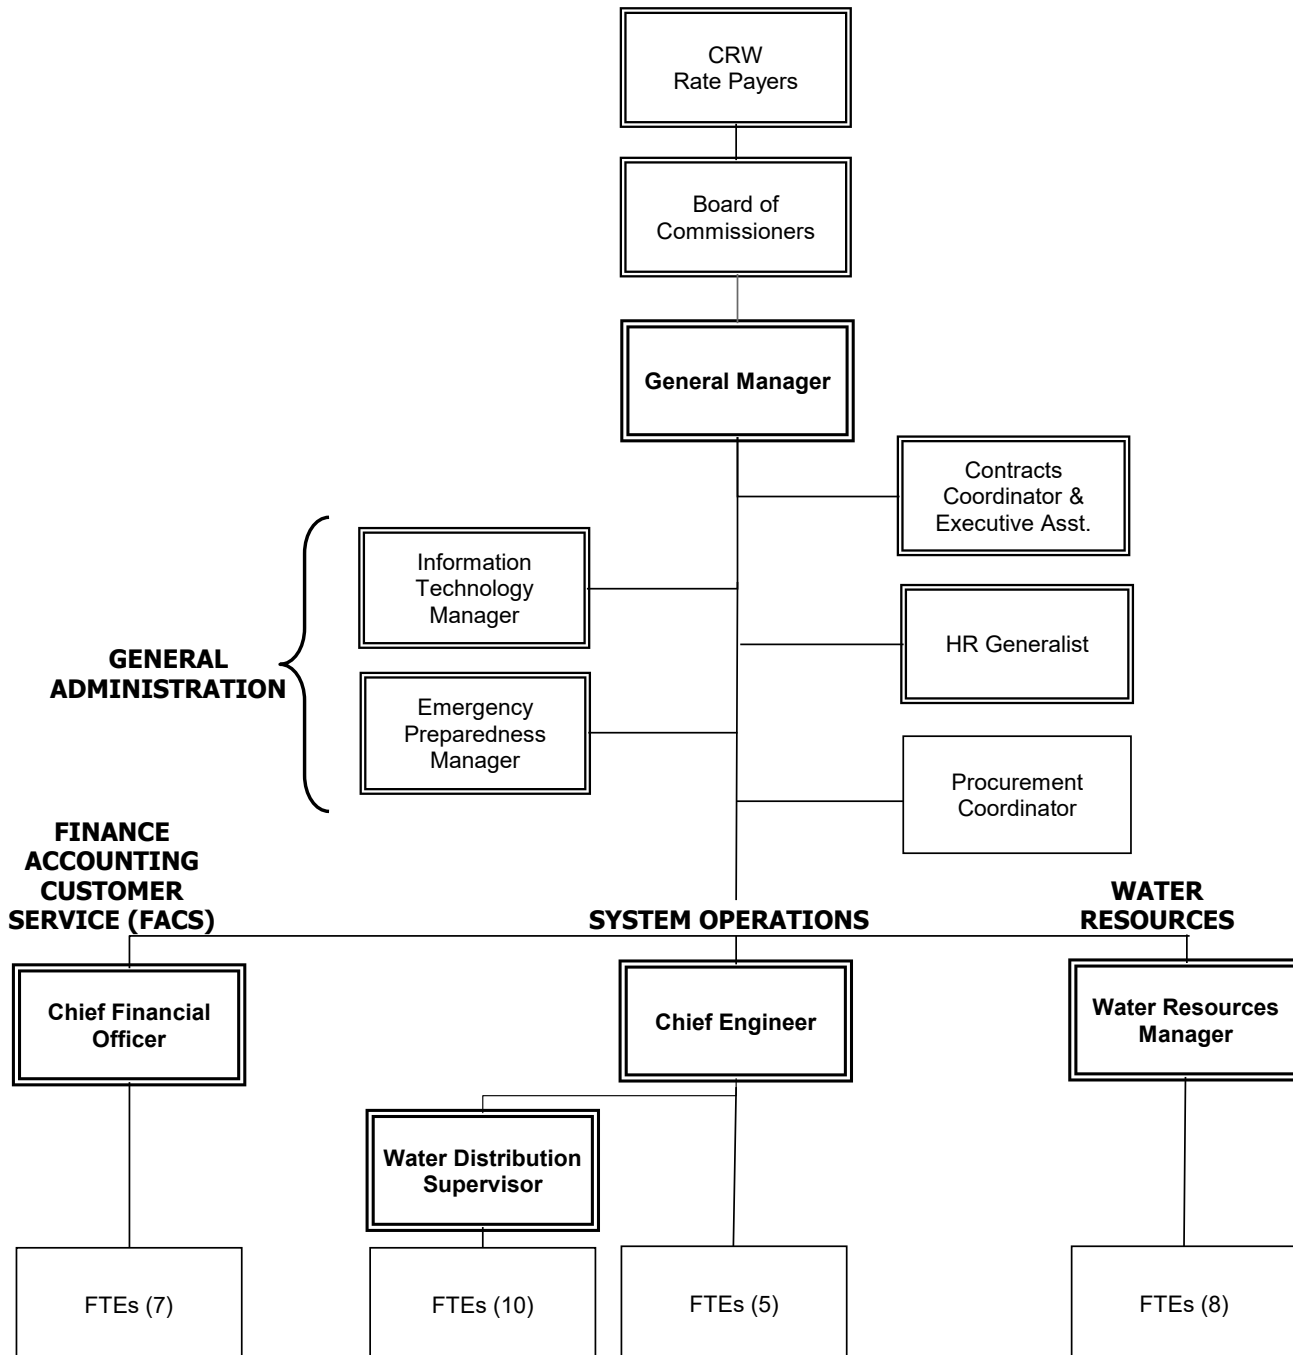 CRW
Rate Payers
Board of
Commissioners
General Manager
Contracts
Coordinator &
Executive Asst.
Information
Technology
Manager
HR Generalist
GENERAL
ADMINISTRATION
Emergency
Preparedness
Manager
Procurement
Coordinator
FINANCE
ACCOUNTING
CUSTOMER
SERVICE (FACS)
SYSTEM OPERATIONS
WATER
RESOURCES
Chief Financial
Officer
Chief Engineer
Water Resources
Manager
Water Distribution
Supervisor
FTEs (7)
FTEs (10)
FTEs (5)
FTEs (8)